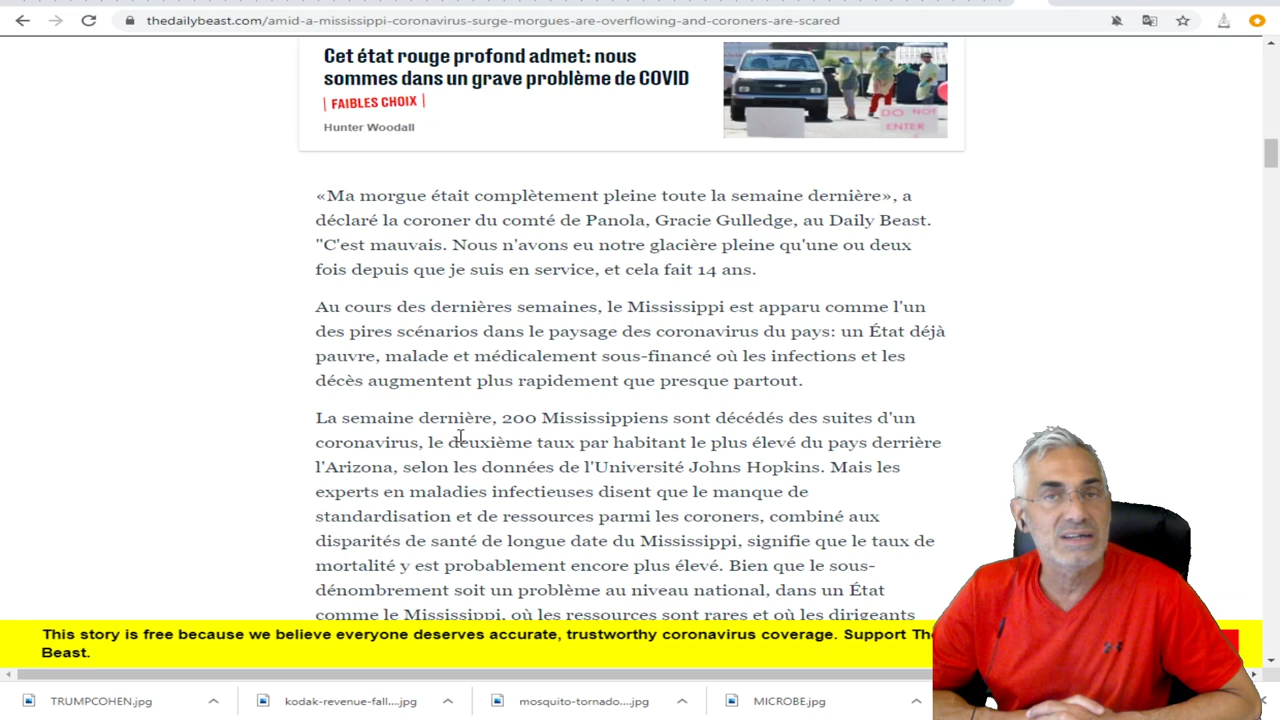 thedailybeast.com/amid-a-mississippi-coronavirus-surge-morgues-are-overflowing-and-coroners-are-scared
Cet état rouge profond admet: nous
sommes dans un grave problème de COVID
| FAIBLES CHOIX |
Hunter Woodall
DO NOT
ENTER
«Ma morgue était complètement pleine toute la semaine dernière», a
déclaré la coroner du comté de Panola, Gracie Gulledge, au Daily Beast.
"C'est mauvais. Nous n'avons eu notre glacière pleine qu'une ou deux
fois depuis que je suis en service, et cela fait 14 ans.
Au cours des dernières semaines, le Mississippi est apparu comme l'un
des pires scénarios dans le paysage des coronavirus du pays: un État déjà
pauvre, malade et médicalement sous-financé où les infections et les
décès augmentent plus rapidement que presque partout.
La semaine dernière, 200 Mississippiens sont décédés des suites d'un
coronavirus, le deuxième taux par habitant le plus élevé du pays derrière
l'Arizona, selon les données de l'Université Johns Hopkins. Mais les
experts en maladies infectieuses disent que le manque de
standardisation et de ressources parmi les coroners, combiné aux
disparités de santé de longue date du Mississippi, signifie que le taux de
mortalité y est probablement encore plus élevé. Bien que le sous-
dénombrement soit un problème au niveau national, dans un État
comme le Mississippi, où les ressources sont rares et où les dirigeants
This story is free because we believe everyone deserves accurate, trustworthy coronavirus coverage. Support
Beast.
TRUMPCOHEN.jpg
kodak-revenue-fall....jpg
mosquito-tornado....jpg
MICROBE.jpg